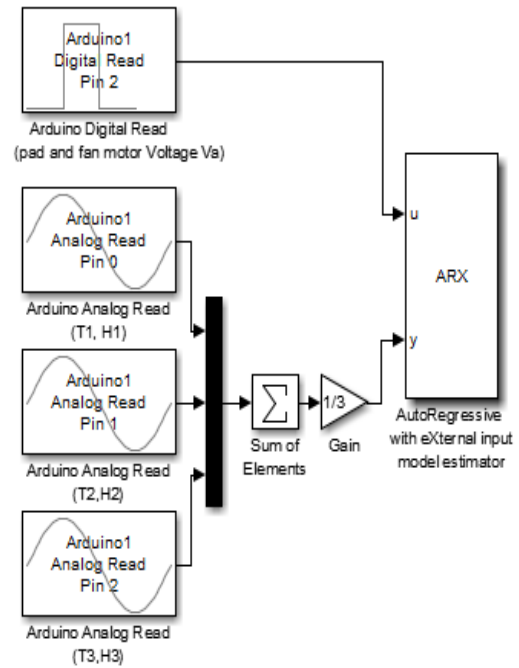 Arduino1
Digital Read
Pin 2
Arduino Digital Read
(pad and fan motor Voltage Va)
Arduino1
Analog Read
Pin 0
Arduino Analog Read
(T1, H1)
Arduino1
Analog Read
Pin 1
Arduino Analog Read
(T2,H2)
Arduino1
Analog Read
Pin 2
Arduino Analog Read
(T3,H3)
Σ
Sum of
Elements
1/3
Gain
u
ARX
y
AutoRegressive
with eXternal input
model estimator